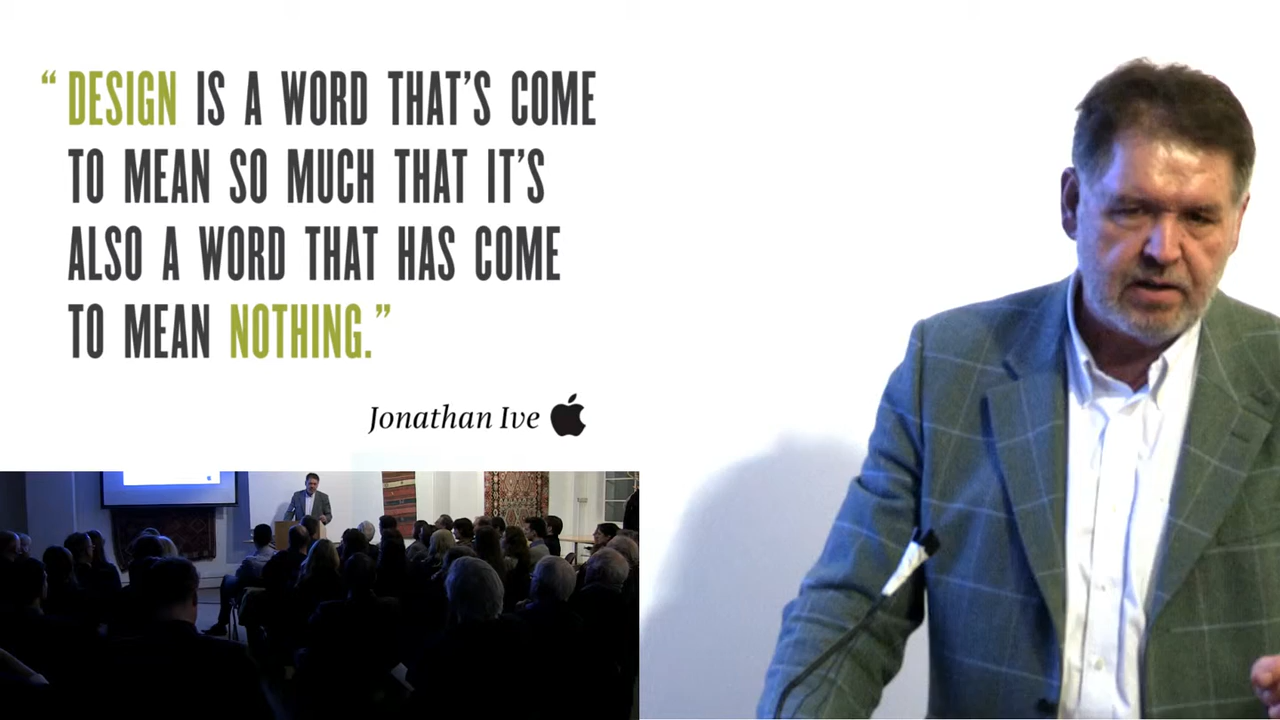 “ DESIGN IS A WORD THAT’S COME
TO MEAN SO MUCH THAT IT’S
ALSO A WORD THAT HAS COME
TO MEAN NOTHING.”
Jonathan Ive